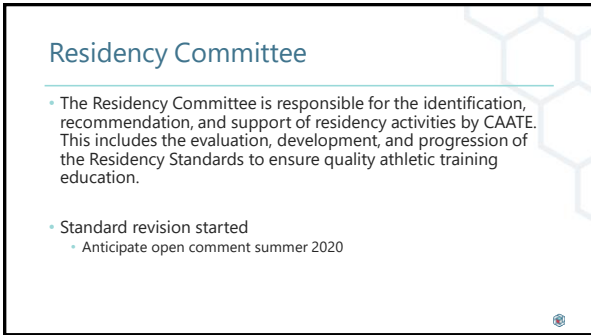 Residency Committee
• The Residency Committee is responsible for the identification,
recommendation, and support of residency activities by CAATE.
This includes the evaluation, development, and progression of
the Residency Standards to ensure quality athletic training
education.
• Standard revision started
• Anticipate open comment summer 2020